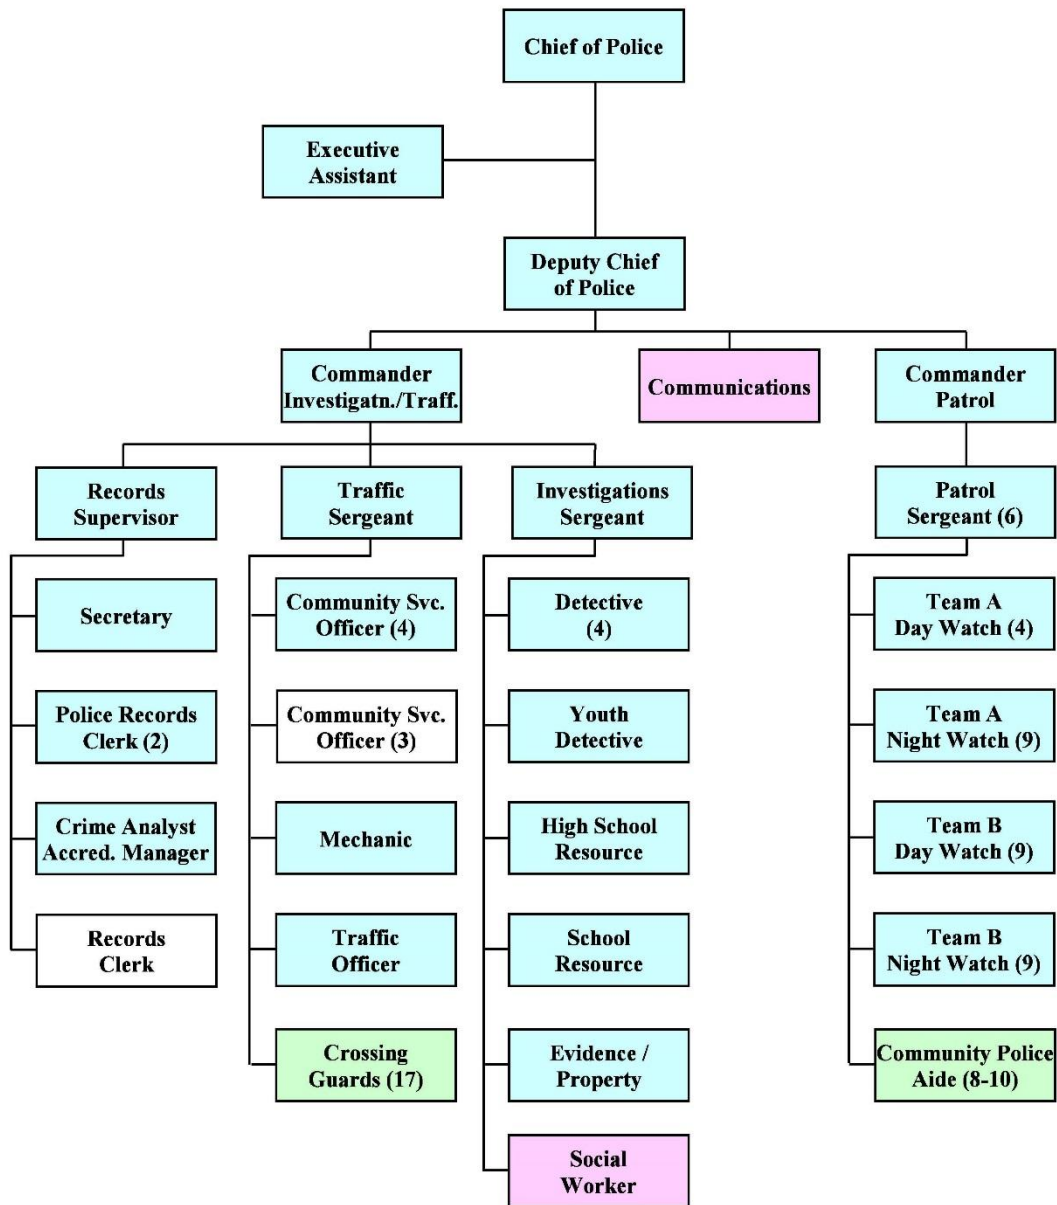 Chief of Police
Executive
Assistant
Deputy Chief
of Police
Commander
Investigatn./Traff.
Communications
Commander
Patrol
Records
Supervisor
Traffic
Sergeant
Investigations
Sergeant
Patrol
Sergeant (6)
Secretary
Police Records
Clerk (2)
Crime Analyst
Accred. Manager
Records
Clerk
Community Svc.
Officer (4)
Community Svc.
Officer (3)
Mechanic
Traffic
Officer
Crossing
Guards (17)
Detective
(4)
Youth
Detective
High School
Resource
School
Resource
Evidence /
Property
Social
Worker
Team A
Day Watch (4)
Team A
Night Watch (9)
Team B
Day Watch (9)
Team B
Night Watch (9)
Community Police
Aide (8-10)